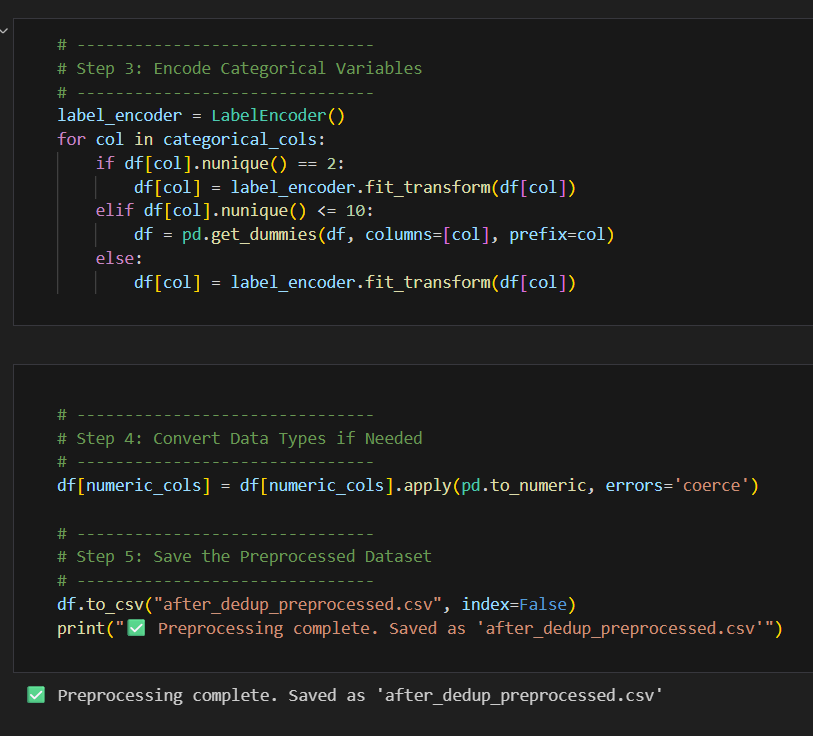 # -------------------------------
# Step 3: Encode Categorical Variables
# -------------------------------
label_encoder = LabelEncoder()
for col in categorical_cols:
    if df[col].nunique() == 2:
        df[col] = label_encoder.fit_transform(df[col])
    elif df[col].nunique() <= 10:
        df = pd.get_dummies(df, columns=[col], prefix=col)
    else:
        df[col] = label_encoder.fit_transform(df[col])
# -------------------------------
# Step 4: Convert Data Types if Needed
# -------------------------------
df[numeric_cols] = df[numeric_cols].apply(pd.to_numeric, errors='coerce')
# -------------------------------
# Step 5: Save the Preprocessed Dataset
# -------------------------------
df.to_csv("after_dedup_preprocessed.csv", index=False)
print("✅ Preprocessing complete. Saved as 'after_dedup_preprocessed.csv'")
✅ Preprocessing complete. Saved as 'after_dedup_preprocessed.csv'